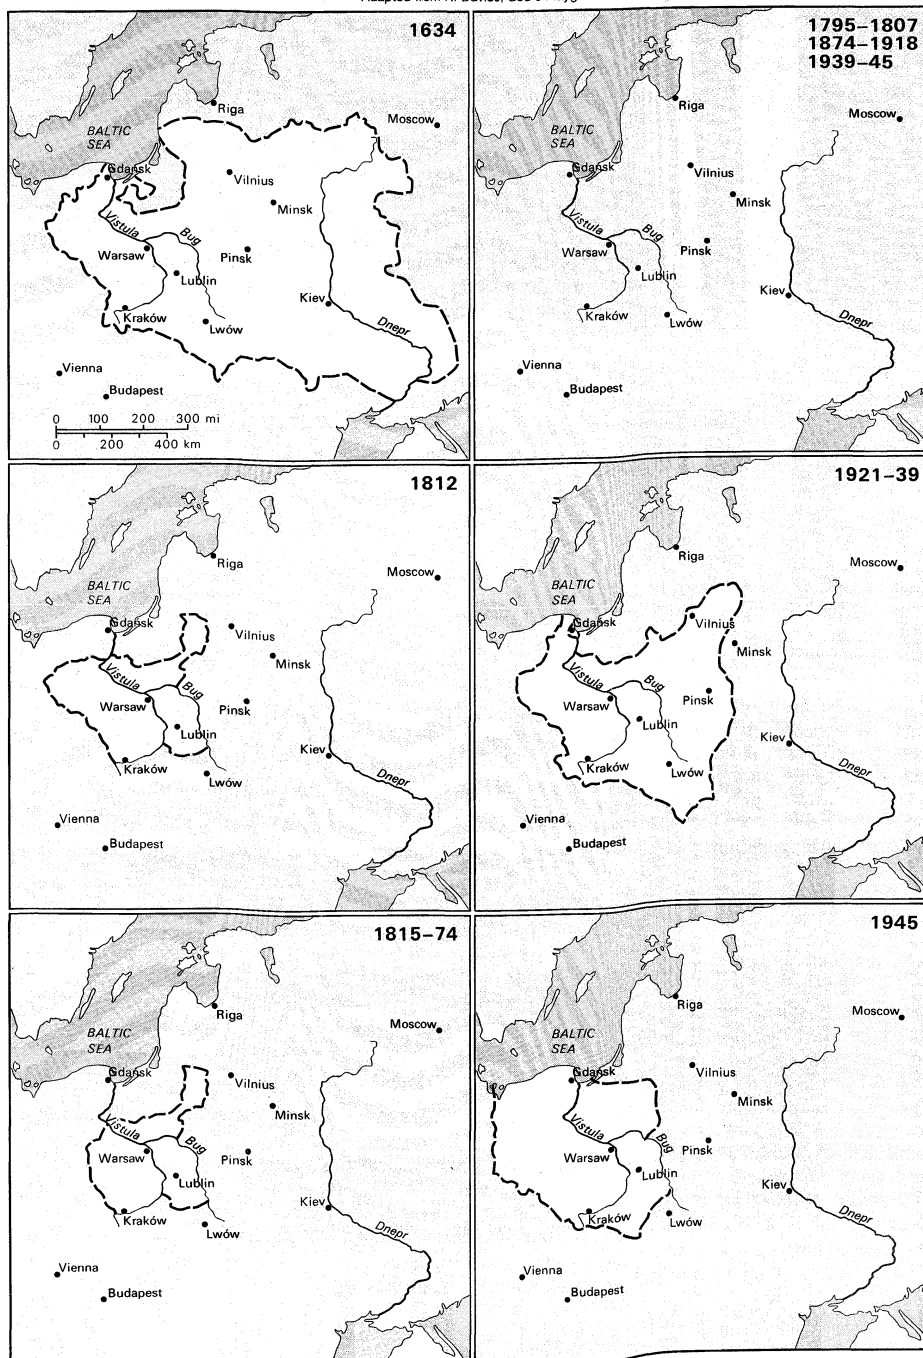 1634
Riga
Moscow
BALTIC
SEA
Gdańsk
Vilnius
Minsk
Vistula
Bug
Warsaw
Pinsk
Lublin
Kiev
Kraków
Lwów
Dnepr
Vienna
Budapest
0 100 200 300 mi
0 200 400 km
1795–1807
1874–1918
1939–45
Riga
Moscow
BALTIC
SEA
Gdańsk
Vilnius
Minsk
Vistula
Bug
Warsaw
Pinsk
Lublin
Kiev
Kraków
Lwów
Dnepr
Vienna
Budapest
1812
Riga
Moscow
BALTIC
SEA
Gdańsk
Vilnius
Minsk
Vistula
Bug
Warsaw
Pinsk
Lublin
Kiev
Kraków
Lwów
Dnepr
Vienna
Budapest
1921–39
Riga
Moscow
BALTIC
SEA
Gdańsk
Vilnius
Minsk
Vistula
Bug
Warsaw
Pinsk
Lublin
Kiev
Kraków
Lwów
Dnepr
Vienna
Budapest
1815–74
Riga
Moscow
BALTIC
SEA
Gdańsk
Vilnius
Minsk
Vistula
Bug
Warsaw
Pinsk
Lublin
Kiev
Kraków
Lwów
Dnepr
Vienna
Budapest
1945
Riga
Moscow
BALTIC
SEA
Gdańsk
Vilnius
Minsk
Vistula
Bug
Warsaw
Pinsk
Lublin
Kiev
Kraków
Lwów
Dnepr
Vienna
Budapest